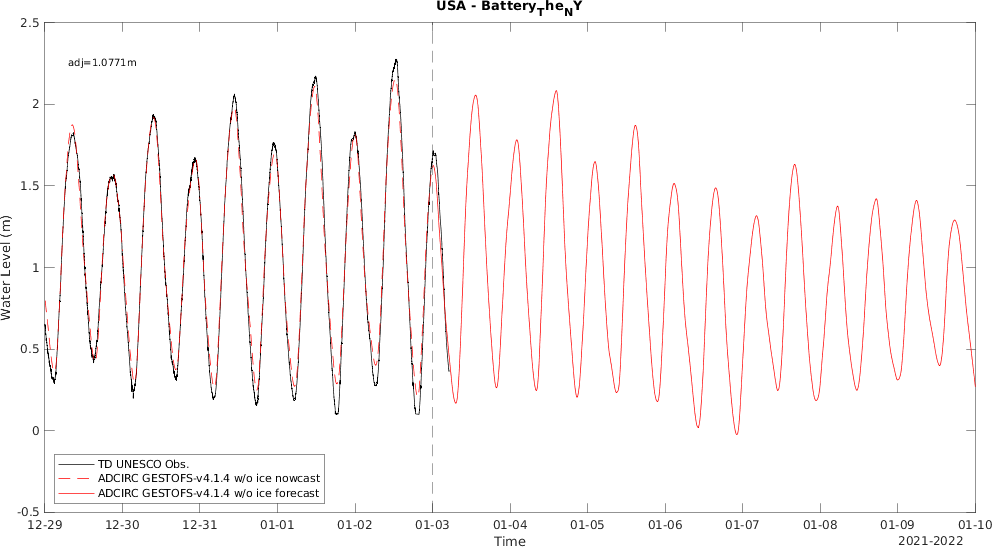 USA - Battery_The_NY
2.5
adj=1.0771m
2
1.5
Water Level (m)
1
0.5
0
TD UNESCO Obs.
ADCIRC GESTOFS-v4.1.4 w/o ice nowcast
ADCIRC GESTOFS-v4.1.4 w/o ice forecast
-0.5
12-29 12-30 12-31 01-01 01-02 01-03 01-04 01-05 01-06 01-07 01-08 01-09 01-10
Time
2021-2022